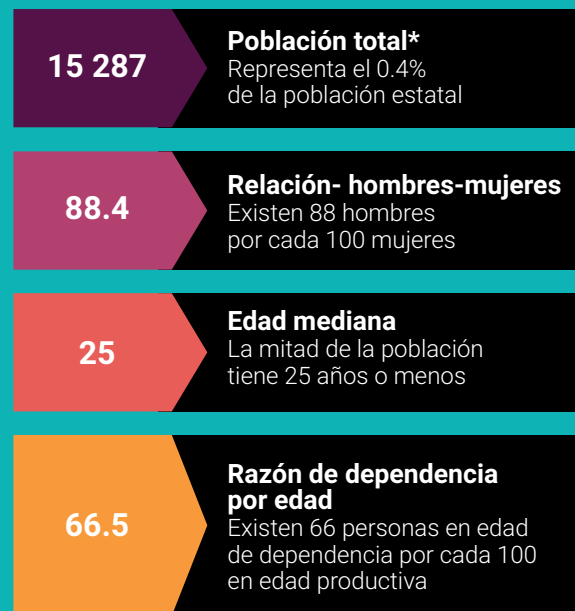 15 287
Población total*
Representa el 0.4%
de la población estatal
88.4
Relación- hombres-mujeres
Existen 88 hombres
por cada 100 mujeres
25
Edad mediana
La mitad de la población
tiene 25 años o menos
66.5
Razón de dependencia
por edad
Existen 66 personas en edad
de dependencia por cada 100
en edad productiva